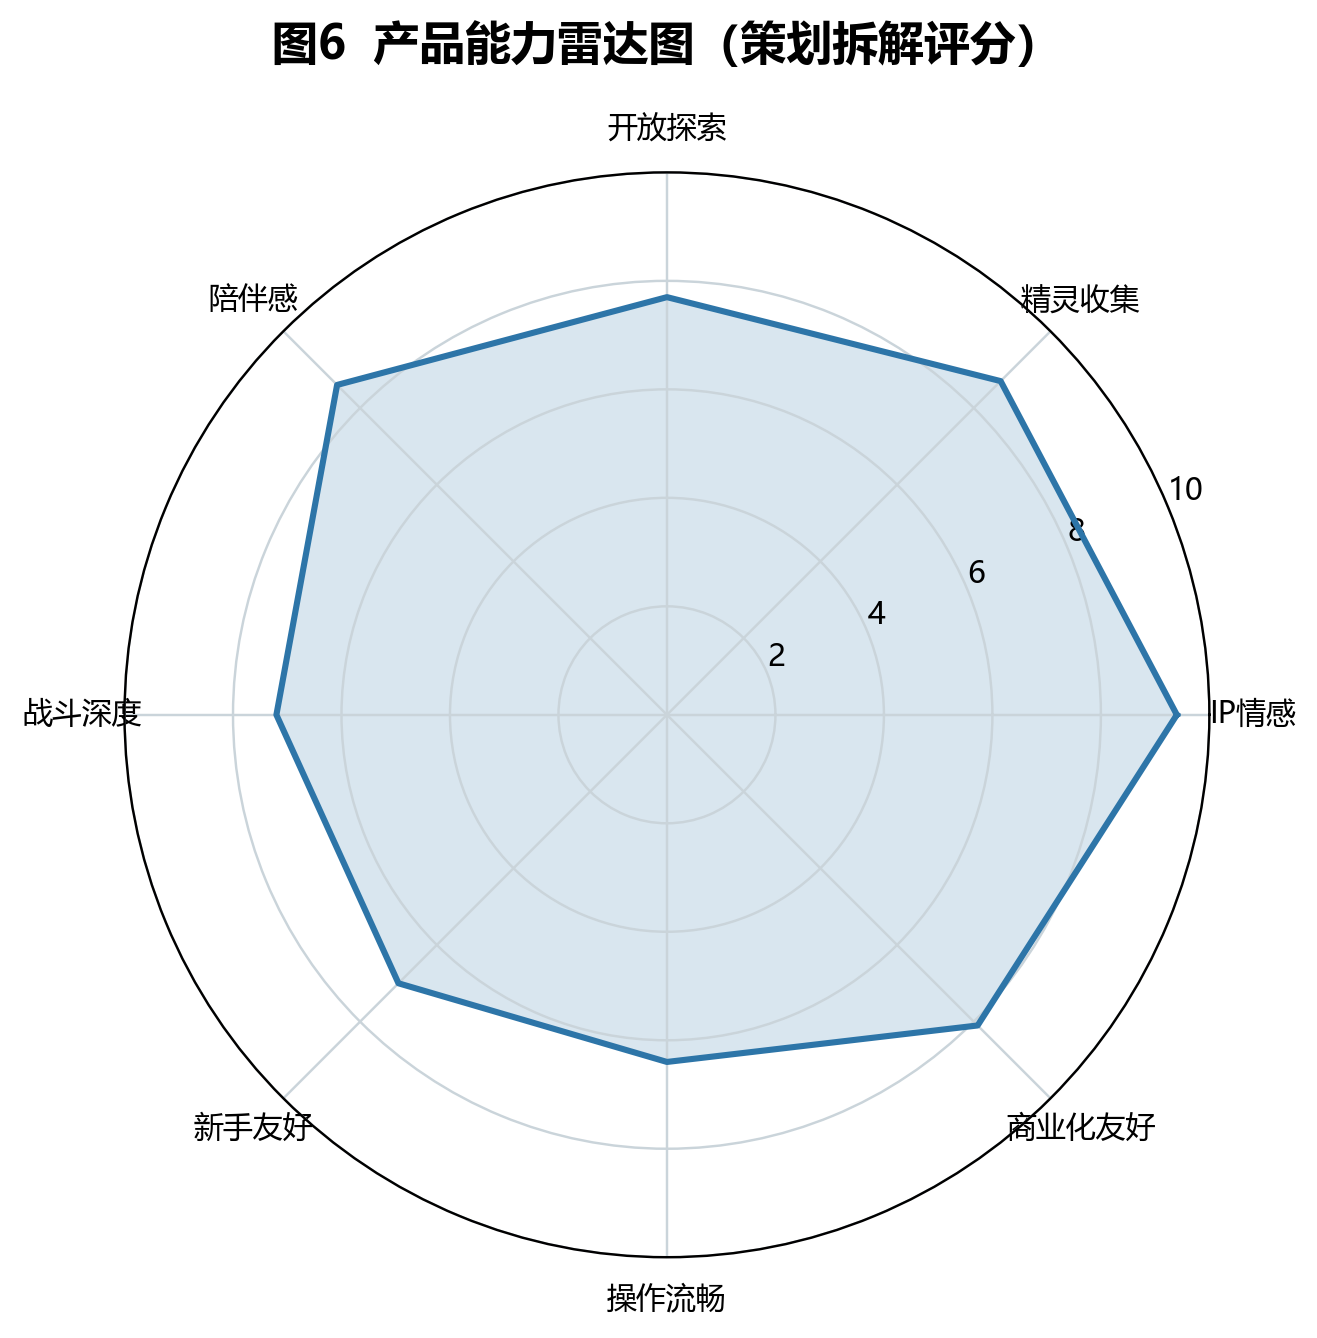 图6 产品能力雷达图（策划拆解评分）
开放探索
陪伴感
精灵收集
10
8
6
4
2
战斗深度
IP情感
新手友好
商业化友好
操作流畅